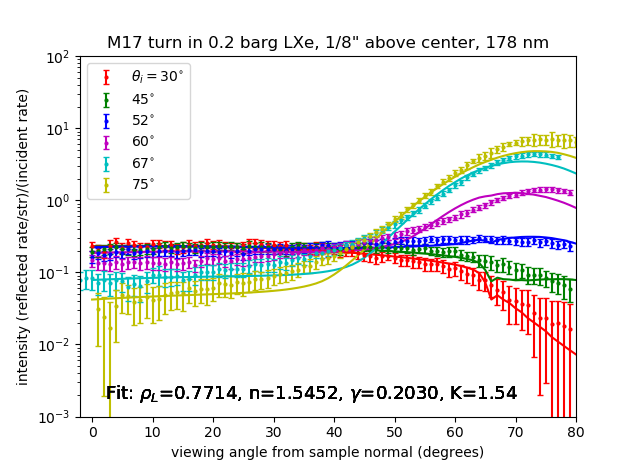 M17 turn in 0.2 barg LXe, 1/8" above center, 178 nm
intensity (reflected rate/str)/(incident rate)
10²
10¹
10⁰
10⁻¹
10⁻²
10⁻³
θᵢ = 30°
45°
52°
60°
67°
75°
Fit: ρ_L=0.7714, n=1.5452, γ=0.2030, K=1.54
0 10 20 30 40 50 60 70 80
viewing angle from sample normal (degrees)